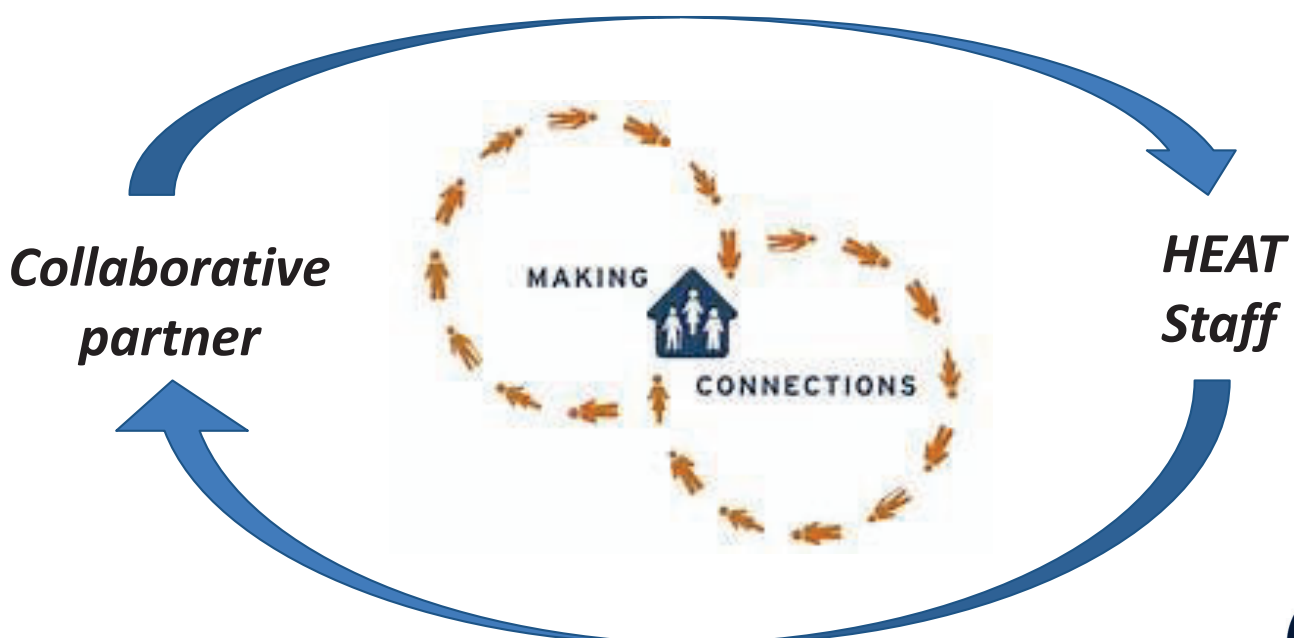 Collaborative
partner
MAKING
CONNECTIONS
HEAT
Staff